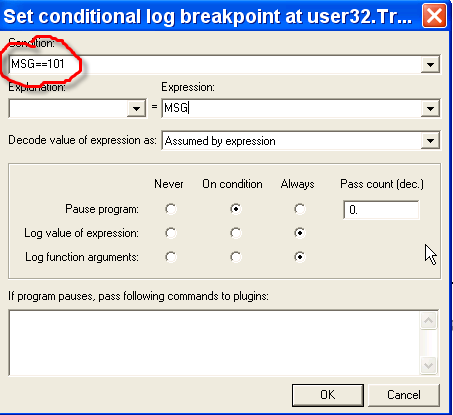 Set conditional log breakpoint at user32.Tr...
Condition:
MSG==101
Explanation: Expression:
= MSG
Decode value of expression as: Assumed by expression
Never On condition Always Pass count (dec.)
Pause program: 0.
Log value of expression:
Log function arguments:
If program pauses, pass following commands to plugins:
OK Cancel